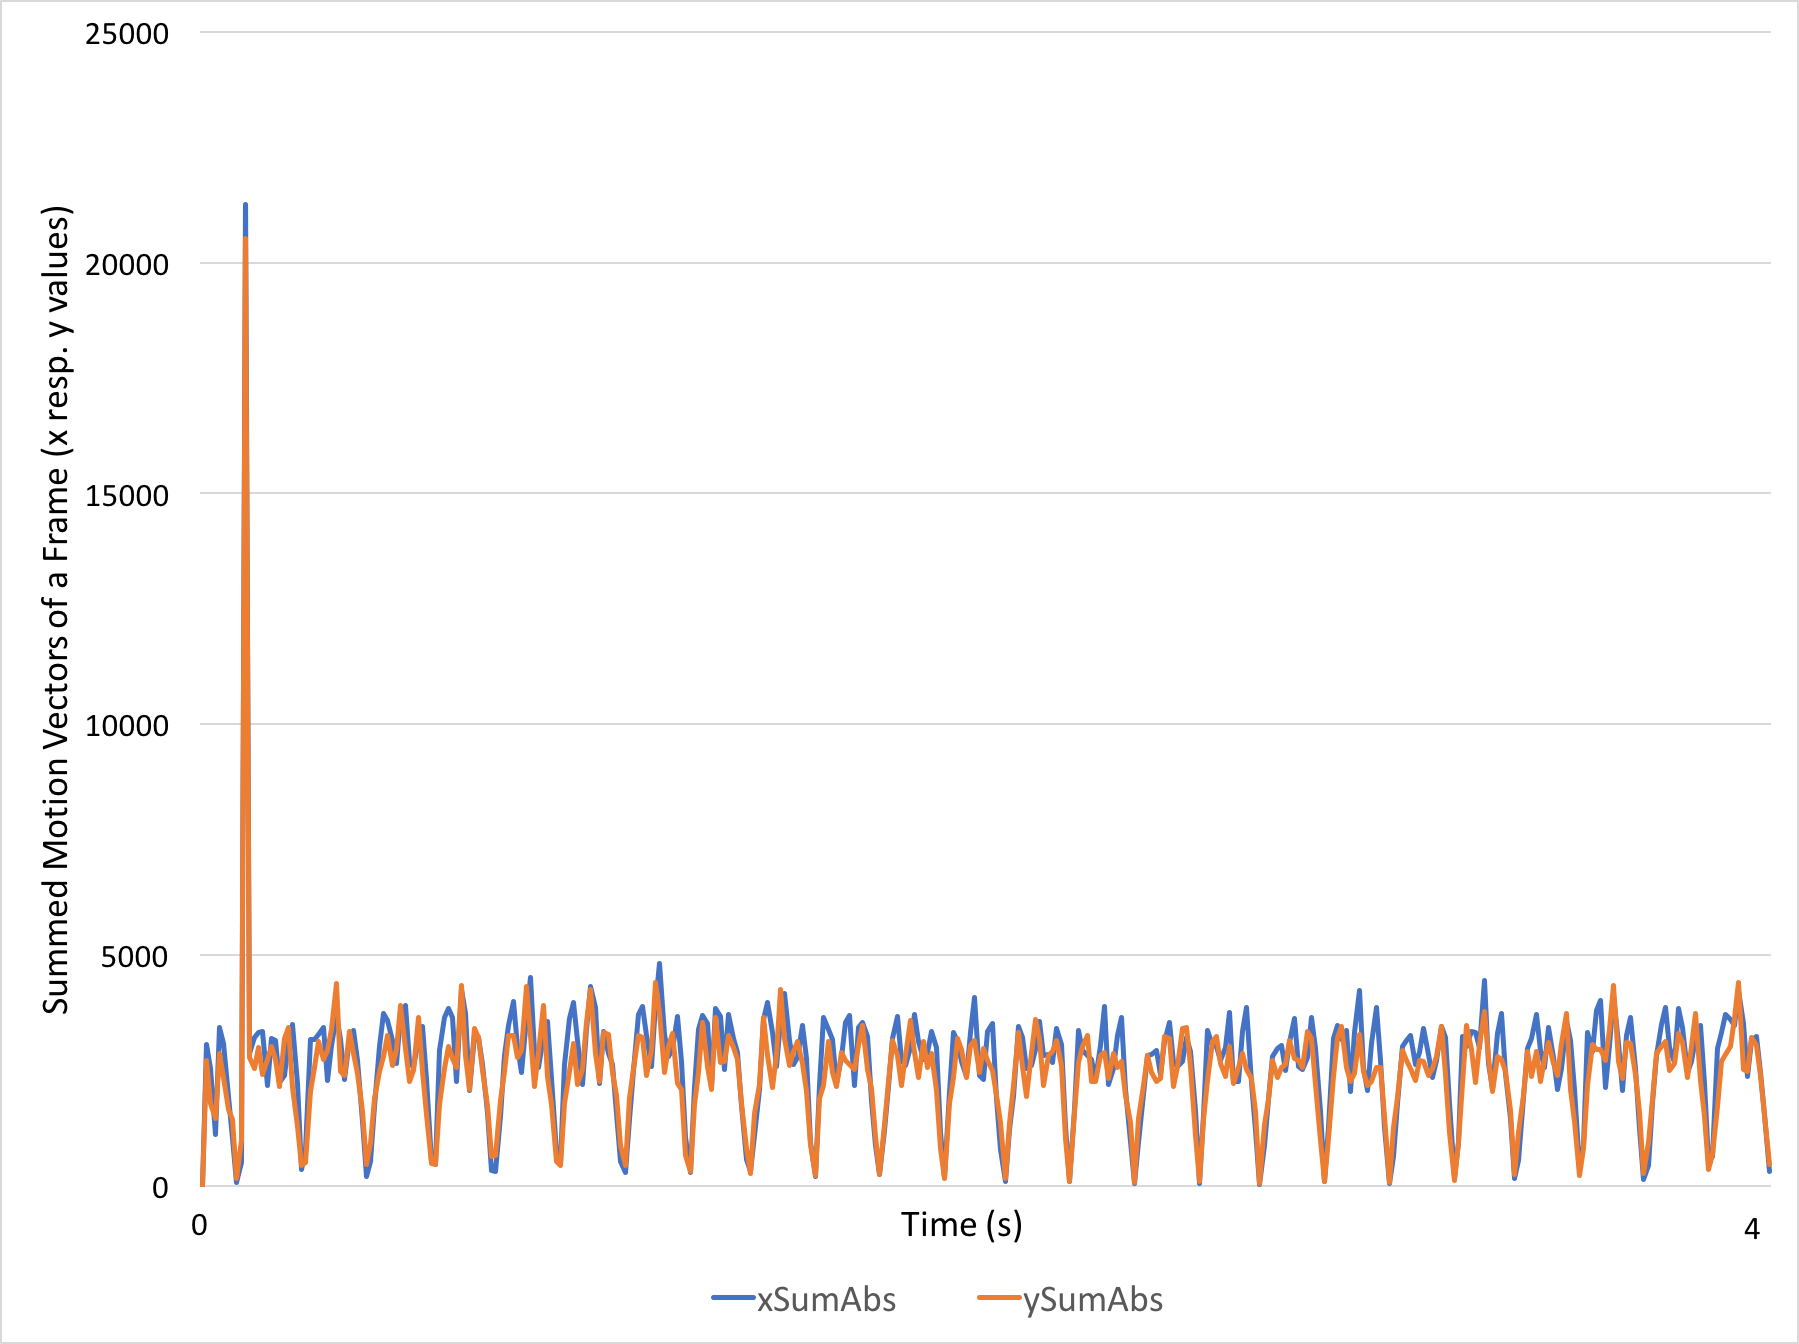 25000
20000
15000
10000
5000
0
Summed Motion Vectors of a Frame (x resp. y values)
0
Time (s)
4
xSumAbs
ySumAbs